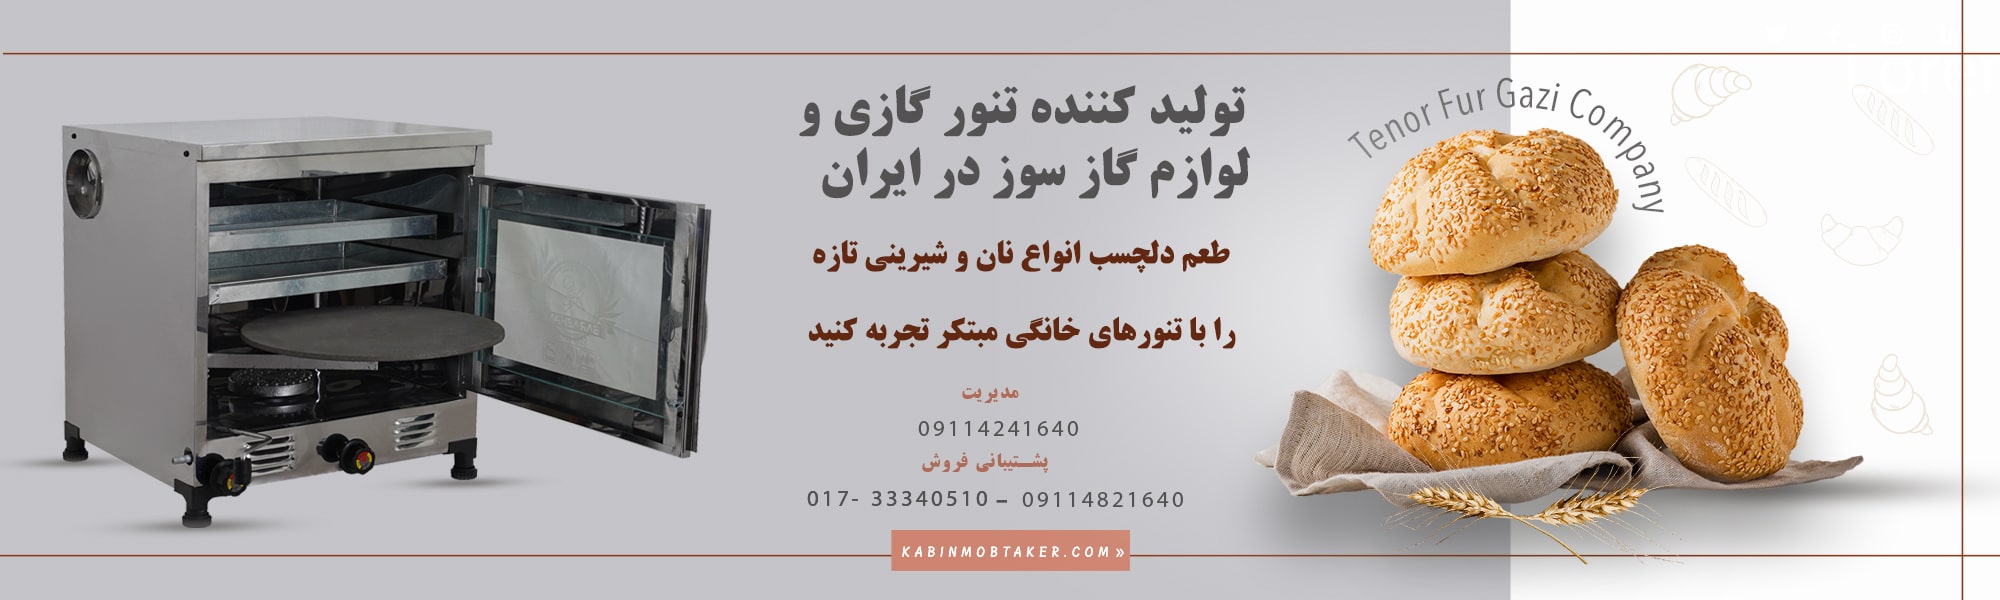 تولید کننده تنور گازی و
لوازم گاز سوز در ایران
طعم دلچسب انواع نان و شیرینی تازه
را با تنورهای خانگی مبتکر تجربه کنید
مدیریت
09114241640
پشتیبانی فروش
017- 33340510 – 09114821640
KABINMOBTAKER.COM »
Tenor Fur Gazi Company